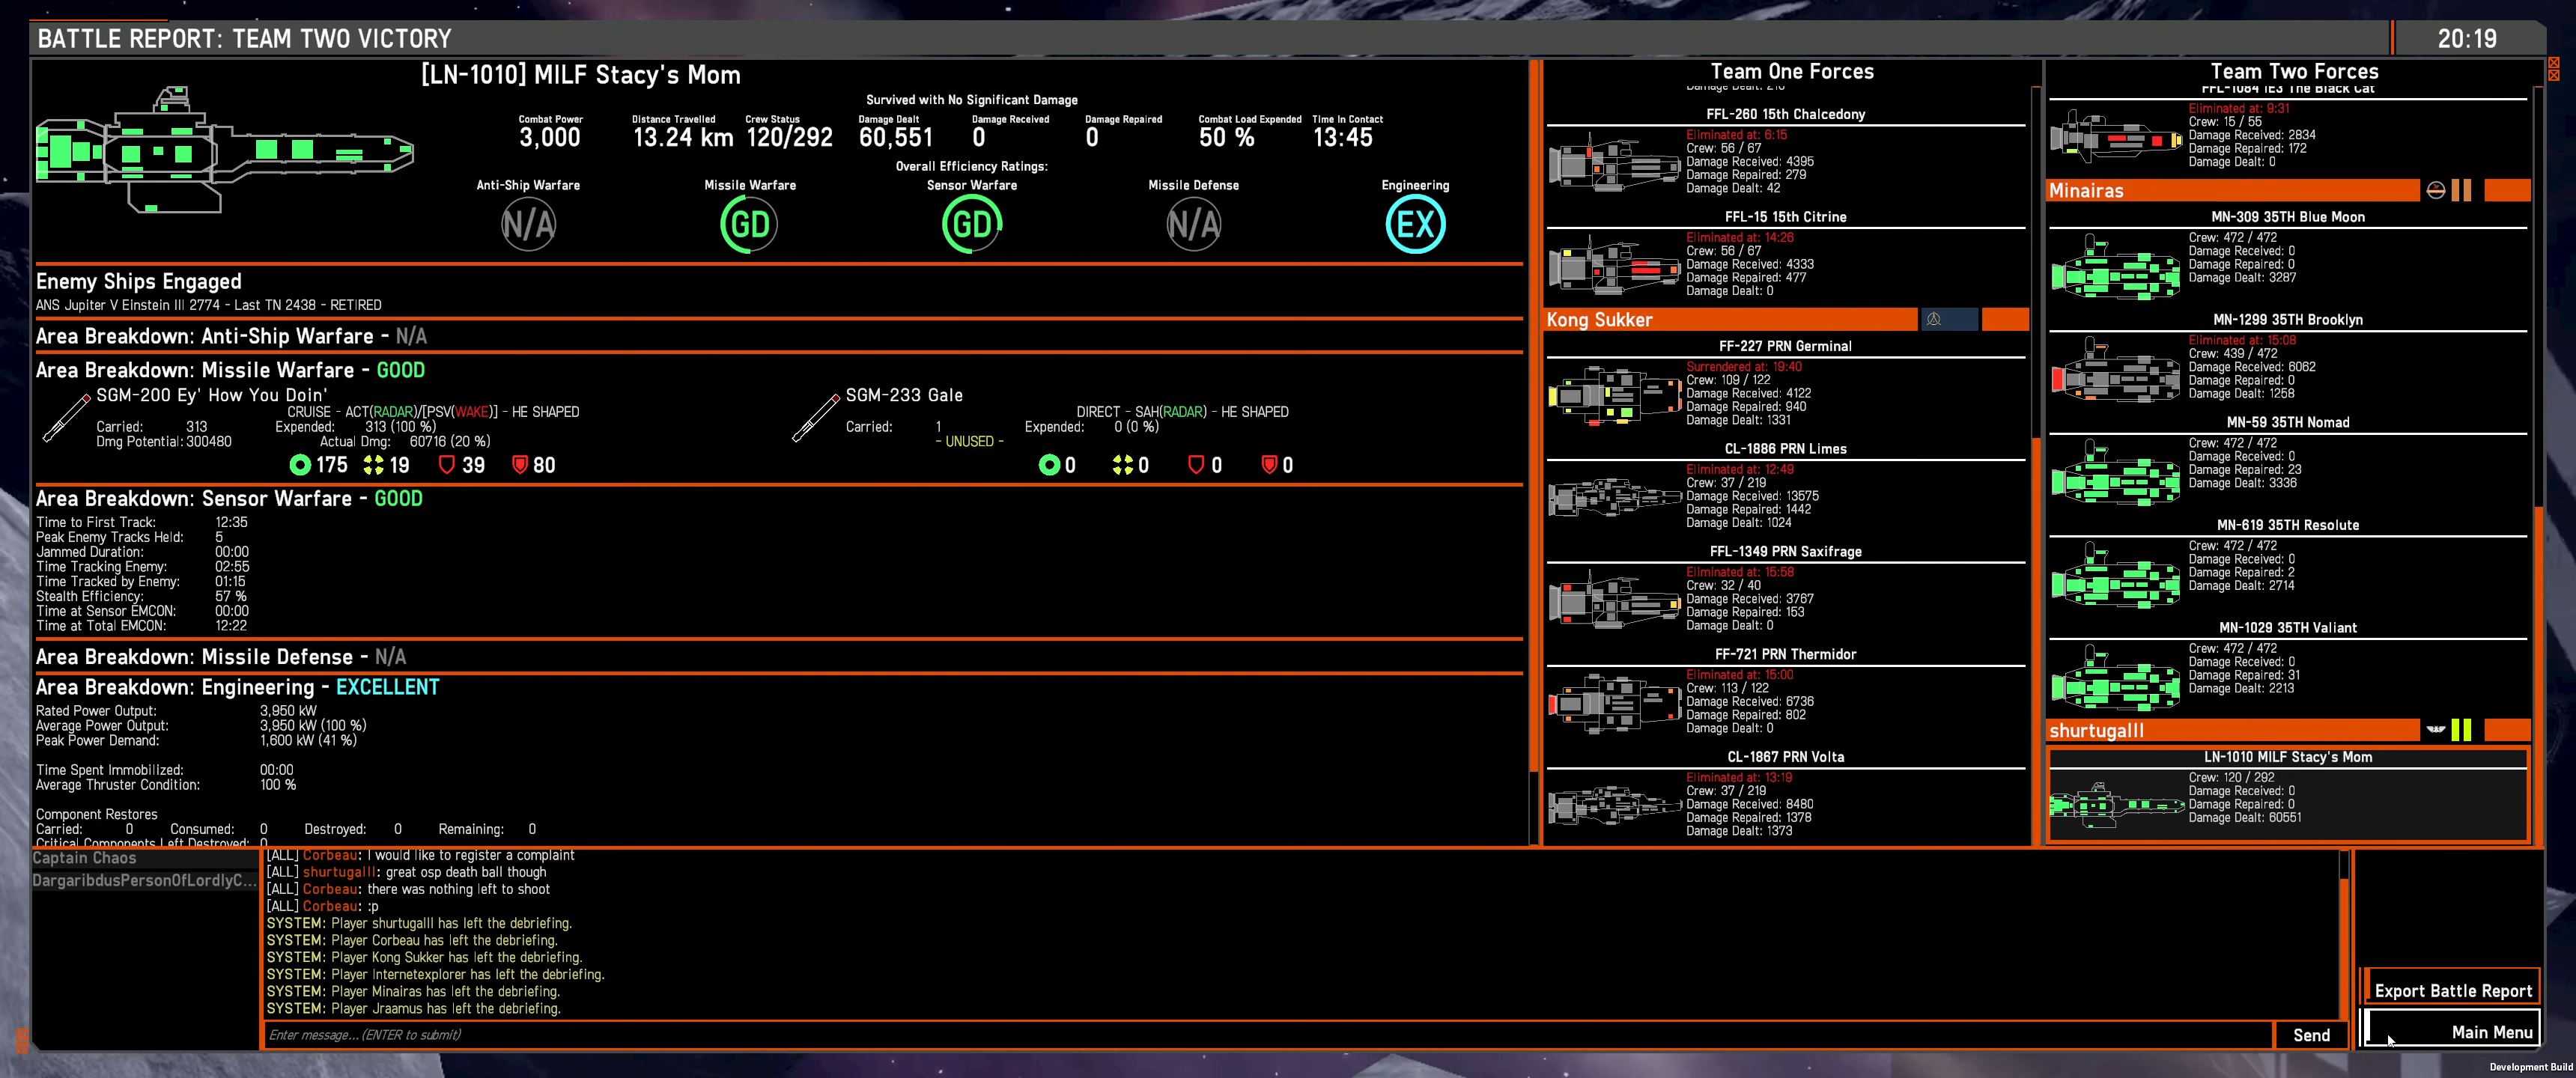 BATTLE REPORT: TEAM TWO VICTORY
20:19
[LN-1010] MILF Stacy's Mom
Survived with No Significant Damage
Combat Power Distance Travelled Crew Status Damage Dealt Damage Received Damage Repaired Combat Load Expended Time In Contact
3,000 13.24 km 120/292 60,551 0 0 50 % 13:45
Overall Efficiency Ratings:
Anti-Ship Warfare Missile Warfare Sensor Warfare Missile Defense Engineering
N/A GD GD N/A EX
Enemy Ships Engaged
ANS Jupiter V Einstein III 2774 - Last TN 2438 - RETIRED
Area Breakdown: Anti-Ship Warfare - N/A
Area Breakdown: Missile Warfare - GOOD
SGM-200 Ey' How You Doin'
CRUISE - ACT(RADAR)/[PSV(WAKE)] - HE SHAPED
Carried: 313 Expended: 313 (100 %)
Dmg Potential: 300480 Actual Dmg: 60716 (20 %)
175 19 39 80
SGM-233 Gale
DIRECT - SAH(RADAR) - HE SHAPED
Carried: 1 Expended: 0 (0 %)
- UNUSED -
0 0 0 0
Area Breakdown: Sensor Warfare - GOOD
Time to First Track: 12:35
Peak Enemy Tracks Held: 5
Jammed Duration: 00:00
Time Tracking Enemy: 02:55
Time Tracked by Enemy: 01:15
Stealth Efficiency: 57 %
Time at Sensor EMCON: 00:00
Time at Total EMCON: 12:22
Area Breakdown: Missile Defense - N/A
Area Breakdown: Engineering - EXCELLENT
Rated Power Output: 3,950 kW
Average Power Output: 3,950 kW (100 %)
Peak Power Demand: 1,600 kW (41 %)
Time Spent Immobilized: 00:00
Average Thruster Condition: 100 %
Component Restores
Carried: 0 Consumed: 0 Destroyed: 0 Remaining: 0
Critical Components Left Destroyed: 0
Team One Forces
Damage Dealt: 210
FFL-260 15th Chalcedony
Eliminated at: 6:15
Crew: 56 / 67
Damage Received: 4395
Damage Repaired: 279
Damage Dealt: 42
FFL-15 15th Citrine
Eliminated at: 14:26
Crew: 56 / 67
Damage Received: 4333
Damage Repaired: 477
Damage Dealt: 0
Kong Sukker
FF-227 PRN Germinal
Surrendered at: 19:40
Crew: 109 / 122
Damage Received: 4122
Damage Repaired: 940
Damage Dealt: 1331
CL-1886 PRN Limes
Eliminated at: 12:49
Crew: 37 / 219
Damage Received: 13575
Damage Repaired: 1442
Damage Dealt: 1024
FFL-1349 PRN Saxifrage
Eliminated at: 15:58
Crew: 32 / 40
Damage Received: 3767
Damage Repaired: 153
Damage Dealt: 0
FF-721 PRN Thermidor
Eliminated at: 15:00
Crew: 113 / 122
Damage Received: 6736
Damage Repaired: 802
Damage Dealt: 0
CL-1867 PRN Volta
Eliminated at: 13:19
Crew: 37 / 219
Damage Received: 8480
Damage Repaired: 1378
Damage Dealt: 1373
Team Two Forces
FFL-1084 1E3 The Black Cat
Eliminated at: 9:31
Crew: 15 / 55
Damage Received: 2834
Damage Repaired: 172
Damage Dealt: 0
Minairas
MN-309 35TH Blue Moon
Crew: 472 / 472
Damage Received: 0
Damage Repaired: 0
Damage Dealt: 3287
MN-1299 35TH Brooklyn
Eliminated at: 15:08
Crew: 439 / 472
Damage Received: 6062
Damage Repaired: 0
Damage Dealt: 1258
MN-59 35TH Nomad
Crew: 472 / 472
Damage Received: 0
Damage Repaired: 23
Damage Dealt: 3336
MN-619 35TH Resolute
Crew: 472 / 472
Damage Received: 0
Damage Repaired: 2
Damage Dealt: 2714
MN-1029 35TH Valiant
Crew: 472 / 472
Damage Received: 0
Damage Repaired: 31
Damage Dealt: 2213
shurtugalll
LN-1010 MILF Stacy's Mom
Crew: 120 / 292
Damage Received: 0
Damage Repaired: 0
Damage Dealt: 60551
Captain Chaos
DargaribdusPersonOfLordlyC...
[ALL] Corbeau: I would like to register a complaint
[ALL] shurtugalll: great osp death ball though
[ALL] Corbeau: there was nothing left to shoot
[ALL] Corbeau: :p
SYSTEM: Player shurtugalll has left the debriefing.
SYSTEM: Player Corbeau has left the debriefing.
SYSTEM: Player Kong Sukker has left the debriefing.
SYSTEM: Player Internetexplorer has left the debriefing.
SYSTEM: Player Minairas has left the debriefing.
SYSTEM: Player Jraamus has left the debriefing.
Enter message... (ENTER to submit)
Send
Export Battle Report
Main Menu
Development Build